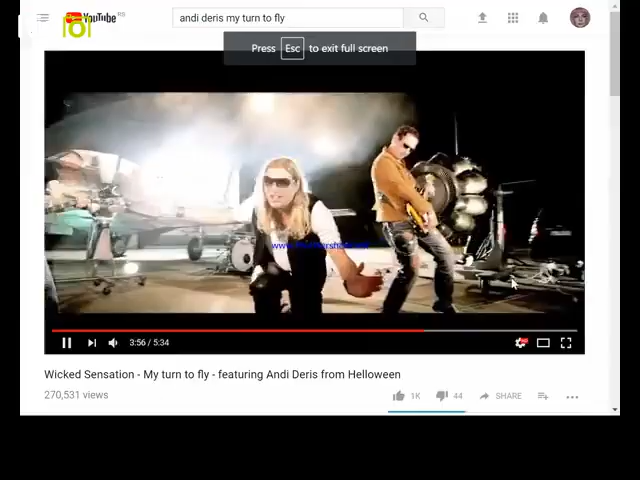 YouTube RS
andi deris my turn to fly
Press Esc to exit full screen
3:56 / 5:34
Wicked Sensation - My turn to fly - featuring Andi Deris from Helloween
270,531 views
1K
44
SHARE